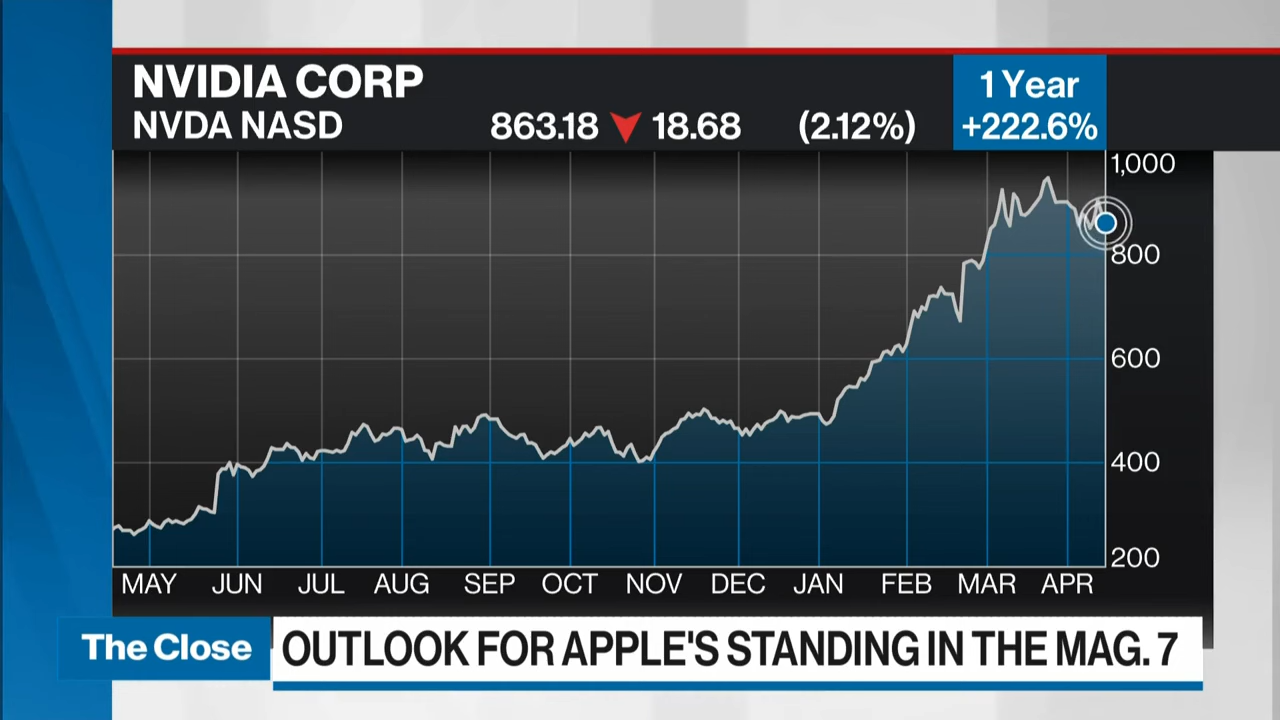 NVIDIA CORP
NVDA NASD 863.18 18.68 (2.12%)
1 Year
+222.6%
1,000
800
600
400
200
MAY JUN JUL AUG SEP OCT NOV DEC JAN FEB MAR APR
The Close
OUTLOOK FOR APPLE'S STANDING IN THE MAG. 7